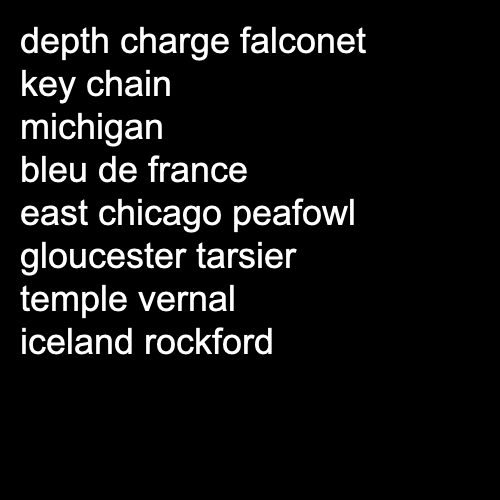 depth charge falconet
key chain
michigan
bleu de france
east chicago peafowl
gloucester tarsier
temple vernal
iceland rockford